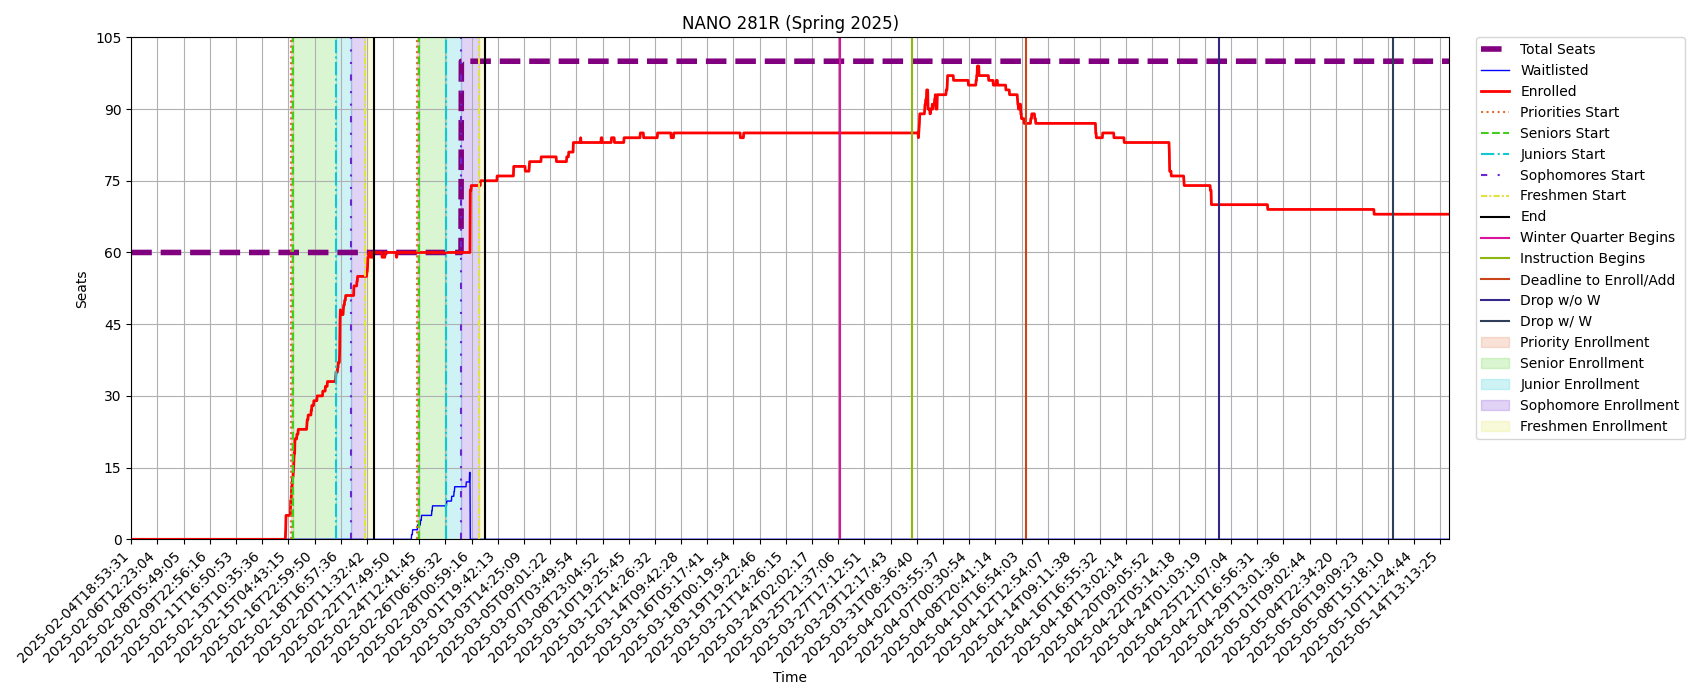 NANO 281R (Spring 2025)
105
90
75
60
45
30
15
0
Seats
2025-02-04T18:53:31
2025-02-06T12:23:04
2025-02-08T05:49:05
2025-02-09T22:56:16
2025-02-11T16:50:53
2025-02-13T10:35:36
2025-02-15T04:43:15
2025-02-16T22:59:50
2025-02-18T16:57:36
2025-02-20T11:32:42
2025-02-22T17:49:50
2025-02-24T12:41:45
2025-02-26T06:56:32
2025-02-28T00:59:16
2025-03-01T19:42:13
2025-03-03T14:25:09
2025-03-05T09:01:22
2025-03-07T03:49:54
2025-03-08T23:04:52
2025-03-10T19:25:45
2025-03-12T14:26:32
2025-03-14T09:42:28
2025-03-16T05:17:41
2025-03-18T00:19:54
2025-03-19T19:22:46
2025-03-21T14:26:15
2025-03-24T02:02:17
2025-03-25T21:37:06
2025-03-27T17:12:51
2025-03-29T12:17:43
2025-03-31T08:36:40
2025-04-02T03:55:37
2025-04-07T00:30:54
2025-04-08T20:41:14
2025-04-10T16:54:03
2025-04-12T12:54:07
2025-04-14T09:11:38
2025-04-16T16:55:32
2025-04-18T13:02:14
2025-04-20T09:05:52
2025-04-22T05:14:18
2025-04-24T01:03:19
2025-04-25T21:07:04
2025-04-27T16:56:31
2025-04-29T13:01:36
2025-05-01T09:02:44
2025-05-04T22:34:20
2025-05-06T19:09:23
2025-05-08T15:18:10
2025-05-10T11:24:44
2025-05-14T13:13:25
Time
Total Seats
Waitlisted
Enrolled
Priorities Start
Seniors Start
Juniors Start
Sophomores Start
Freshmen Start
End
Winter Quarter Begins
Instruction Begins
Deadline to Enroll/Add
Drop w/o W
Drop w/ W
Priority Enrollment
Senior Enrollment
Junior Enrollment
Sophomore Enrollment
Freshmen Enrollment